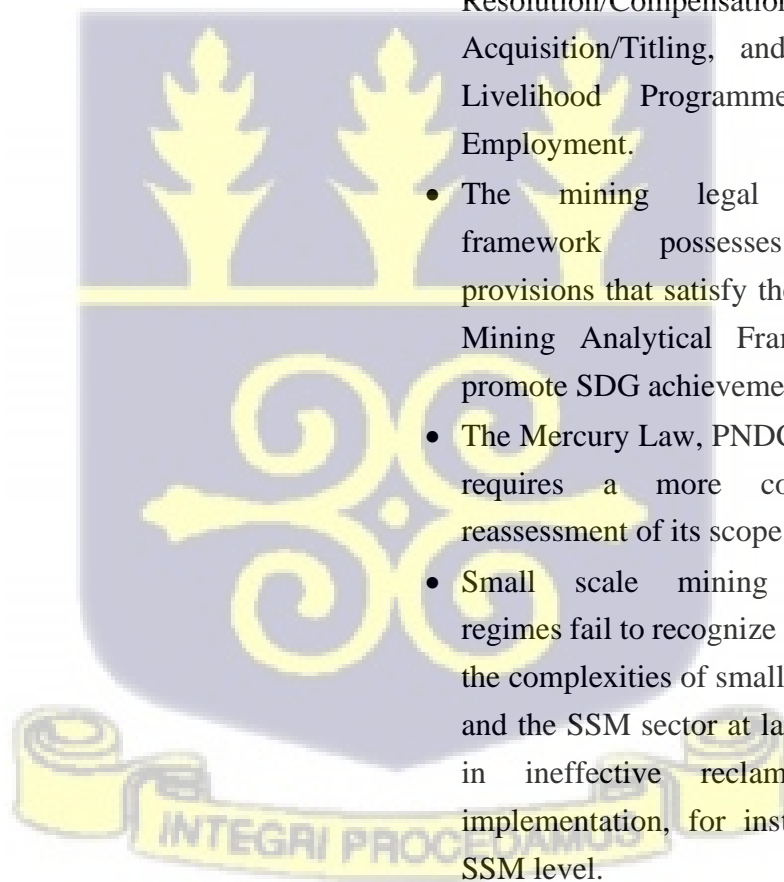 Resolution/Compensation
Acquisition/Titling, and
Livelihood Programme
Employment.
• The mining legal
framework possesses
provisions that satisfy the
Mining Analytical Fra
promote SDG achieveme
• The Mercury Law, PNDC
requires a more co
reassessment of its scope
• Small scale mining
regimes fail to recognize
the complexities of small
and the SSM sector at la
in ineffective reclam
implementation, for inst
SSM level.
INTEGRI PROCEDAMUS